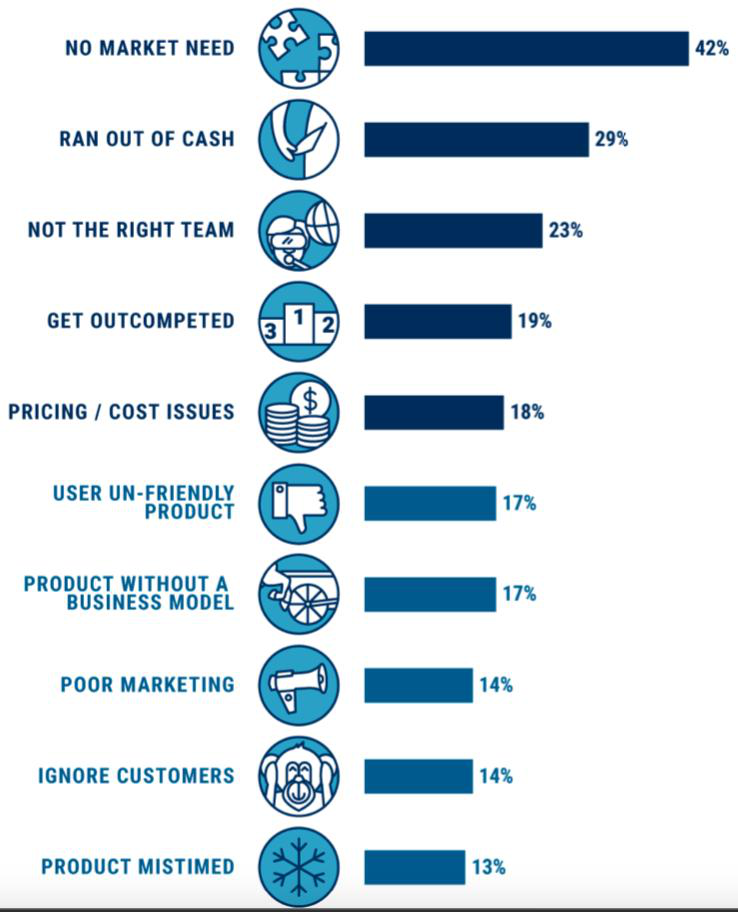 NO MARKET NEED 42%
RAN OUT OF CASH 29%
NOT THE RIGHT TEAM 23%
GET OUTCOMPETED 3 1 2 19%
PRICING / COST ISSUES $ 18%
USER UN-FRIENDLY
PRODUCT 17%
PRODUCT WITHOUT A
BUSINESS MODEL 17%
POOR MARKETING 14%
IGNORE CUSTOMERS 14%
PRODUCT MISTIMED 13%